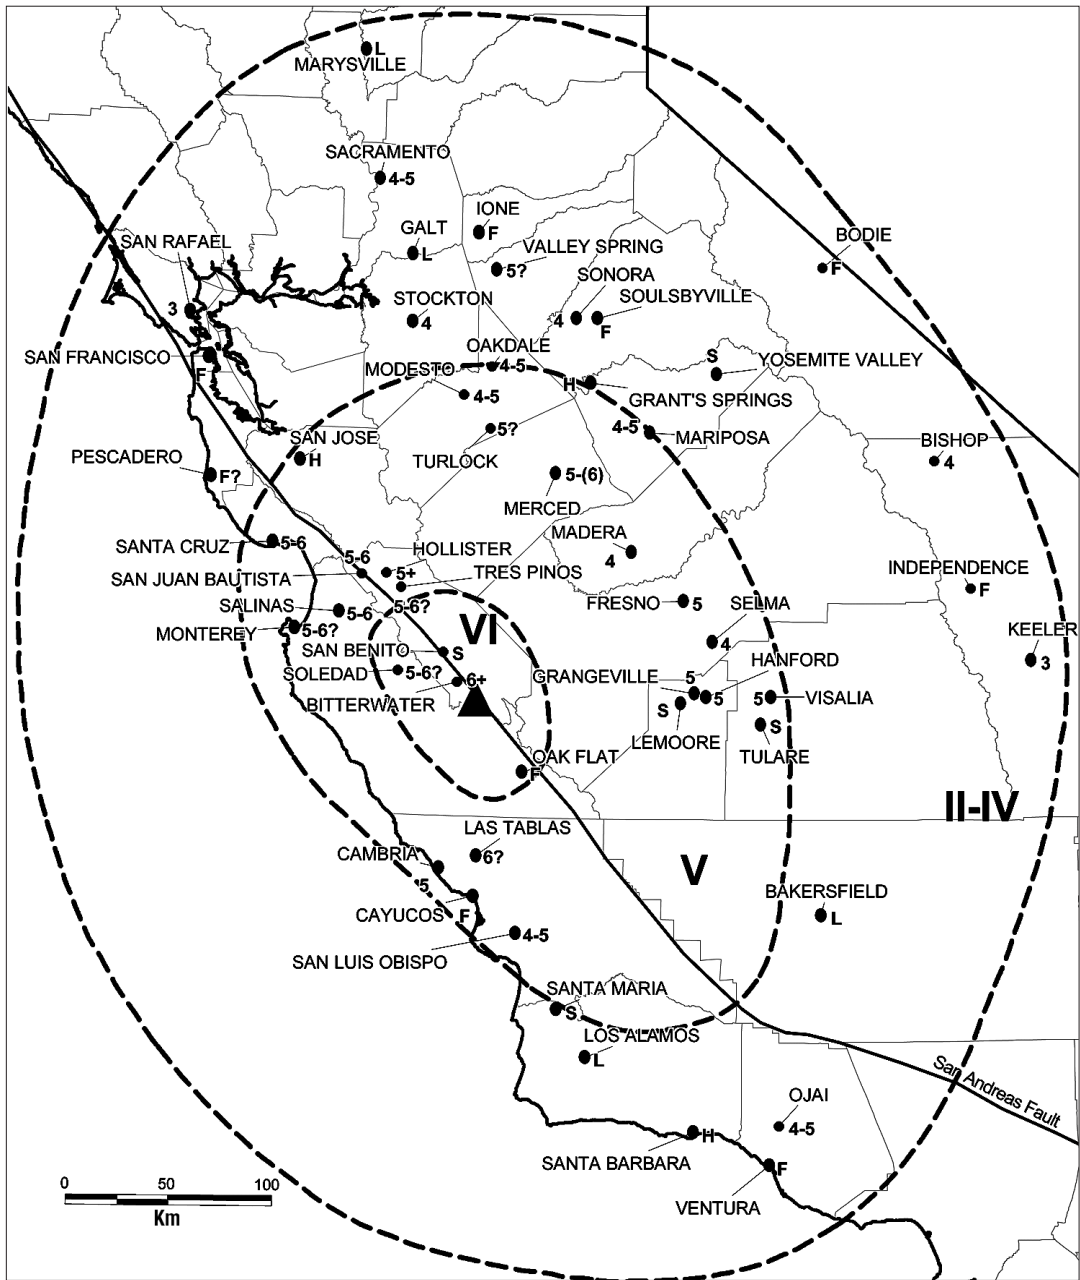 L
MARYSVILLE
SACRAMENTO
4-5
IONE
F
GALT
L
BODIE
F
SAN RAFAEL
3
VALLEY SPRING
5?
SONORA
4
SOULSBYVILLE
F
STOCKTON
4
OAKDALE
4-5
SAN FRANCISCO
F
MODESTO
4-5
S
YOSEMITE VALLEY
H
GRANT'S SPRINGS
4-5
MARIPOSA
SAN JOSE
H
5?
TURLOCK
BISHOP
4
PESCADERO
F?
5-(6)
MERCED
MADERA
4
SANTA CRUZ
5-6
HOLLISTER
5+
5-6
SAN JUAN BAUTISTA
TRES PINOS
5-6?
INDEPENDENCE
F
FRESNO
5
SELMA
4
SALINAS
5-6
MONTEREY
5-6?
VI
KEELER
3
SAN BENITO
S
SOLEDAD
5-6?
HANFORD
5
GRANGEVILLE
5
BITTERWATER
6+
5
VISALIA
S
LEMOORE
S
TULARE
OAK FLAT
F
II-IV
LAS TABLAS
6?
CAMBRIA
5
V
BAKERSFIELD
L
CAYUCOS
F
4-5
SAN LUIS OBISPO
SANTA MARIA
S
LOS ALAMOS
L
San Andreas Fault
OJAI
4-5
H
SANTA BARBARA
F
VENTURA
0 50 100
Km